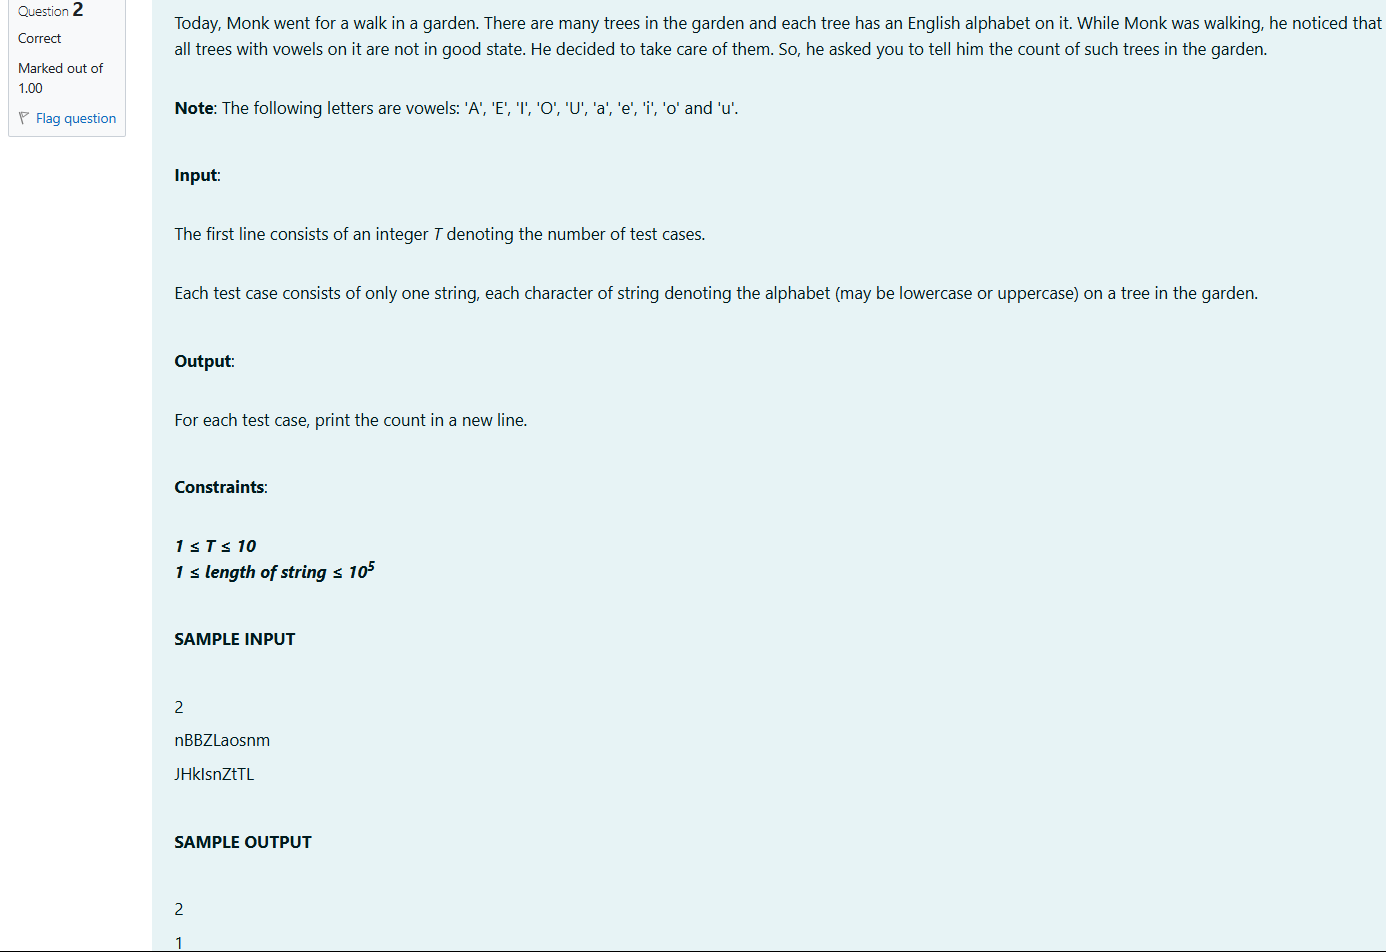 Question 2
Correct
Marked out of
1.00
Flag question
Today, Monk went for a walk in a garden. There are many trees in the garden and each tree has an English alphabet on it. While Monk was walking, he noticed that
all trees with vowels on it are not in good state. He decided to take care of them. So, he asked you to tell him the count of such trees in the garden.
Note: The following letters are vowels: 'A', 'E', 'I', 'O', 'U', 'a', 'e', 'i', 'o' and 'u'.
Input:
The first line consists of an integer T denoting the number of test cases.
Each test case consists of only one string, each character of string denoting the alphabet (may be lowercase or uppercase) on a tree in the garden.
Output:
For each test case, print the count in a new line.
Constraints:
1 ≤ T ≤ 10
1 ≤ length of string ≤ 10⁵
SAMPLE INPUT
2
nBBZLaosnm
JHkIsnZtTL
SAMPLE OUTPUT
2
1